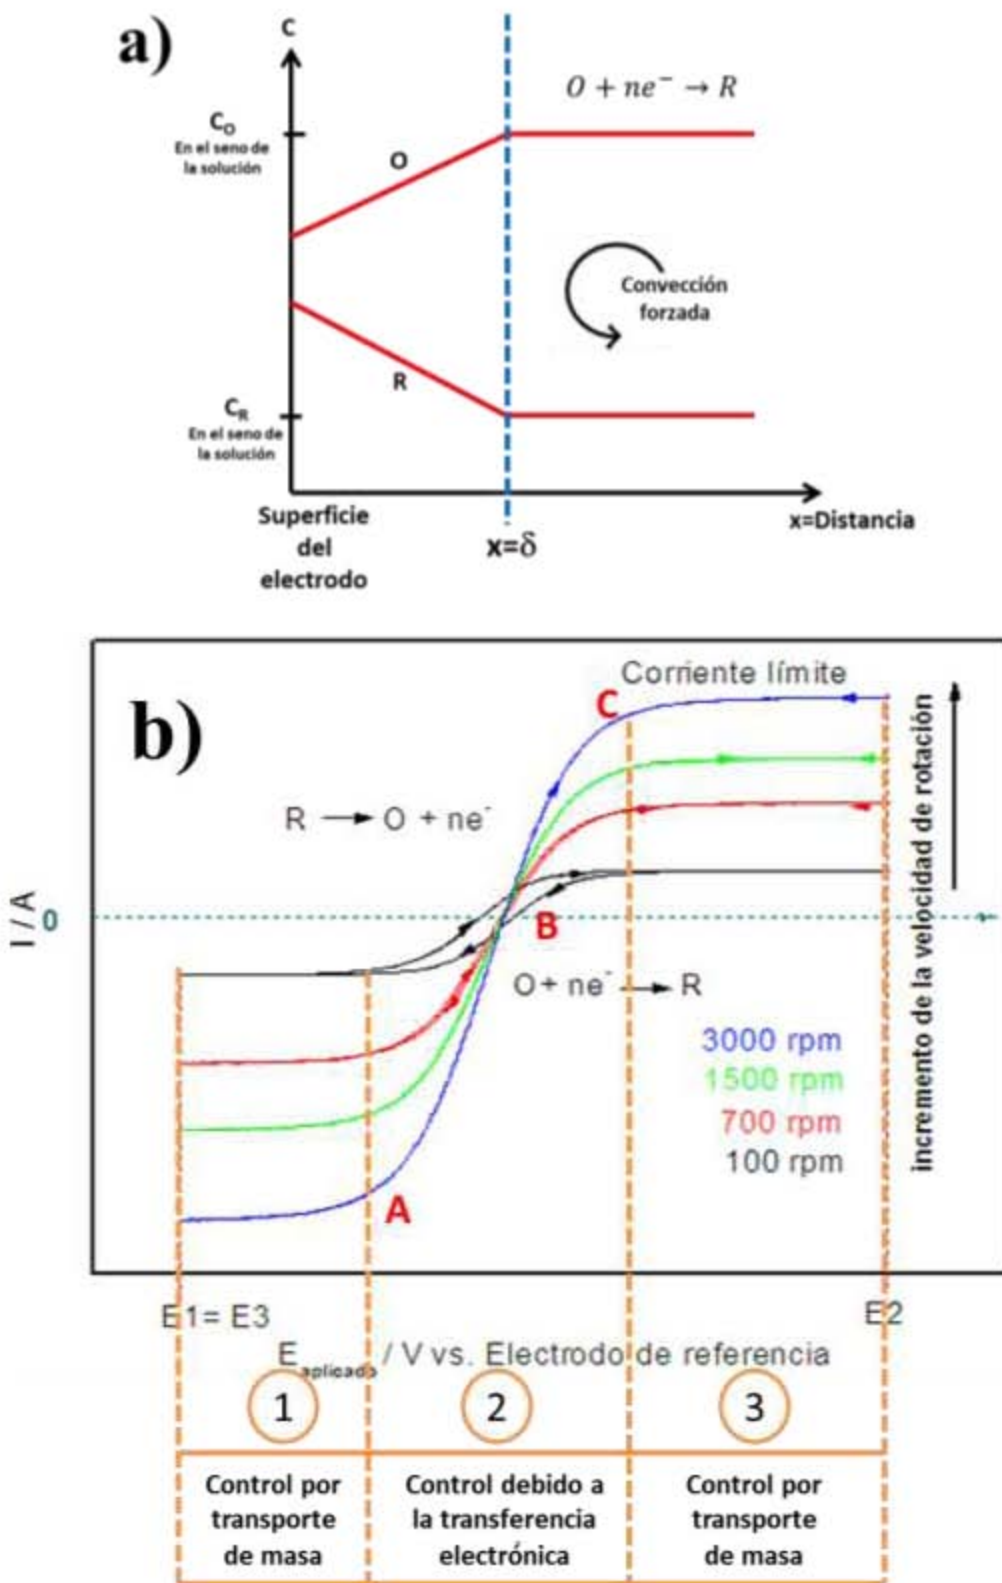 a)
C
O + ne⁻ → R
C_O
En el seno de
la solución
O
Convección
forzada
R
C_R
En el seno de
la solución
Superficie
del
electrodo
x=δ
x=Distancia
b)
Corriente límite
C
R → O + ne⁻
I / A
0
B
O+ ne⁻ → R
3000 rpm
1500 rpm
700 rpm
100 rpm
A
incremento de la velocidad de rotación
E1= E3
E2
E_aplicado / V vs. Electrodo de referencia
1
2
3
Control por
transporte
de masa
Control debido a
la transferencia
electrónica
Control por
transporte
de masa